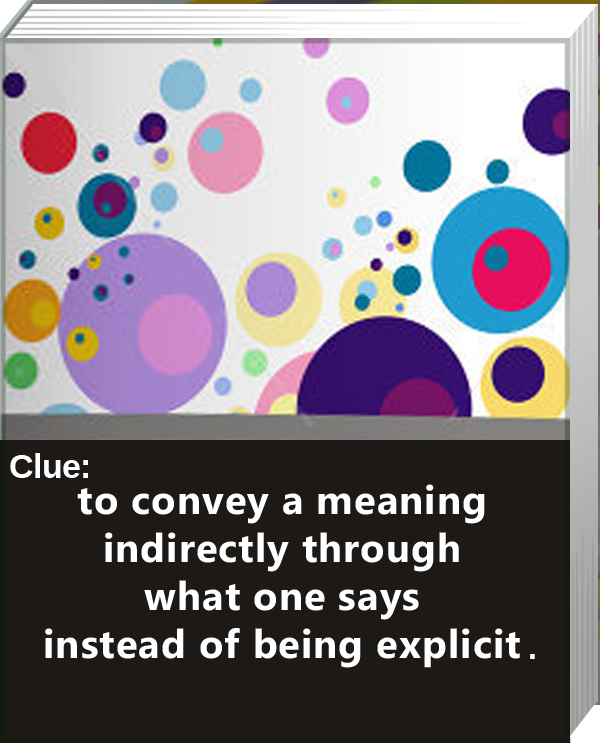 Clue:
to convey a meaning
indirectly through
what one says
instead of being explicit.